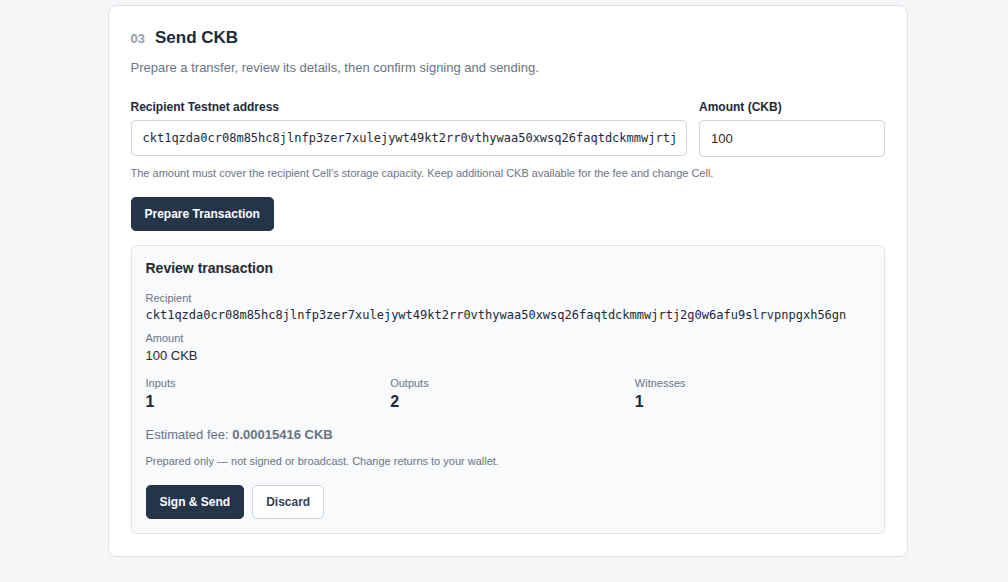 03 Send CKB
Prepare a transfer, review its details, then confirm signing and sending.
Recipient Testnet address
Amount (CKB)
ckt1qzda0cr08m85hc8jlnfp3zer7xulejywt49kt2rr0vthywaa50xwsq26faqtdckmmwjrtj
100
The amount must cover the recipient Cell's storage capacity. Keep additional CKB available for the fee and change Cell.
Prepare Transaction
Review transaction
Recipient
ckt1qzda0cr08m85hc8jlnfp3zer7xulejywt49kt2rr0vthywaa50xwsq26faqtdckmmwjrtj2g0w6afu9slrvpnpgxh56gn
Amount
100 CKB
Inputs
Outputs
Witnesses
1
2
1
Estimated fee: 0.00015416 CKB
Prepared only — not signed or broadcast. Change returns to your wallet.
Sign & Send
Discard